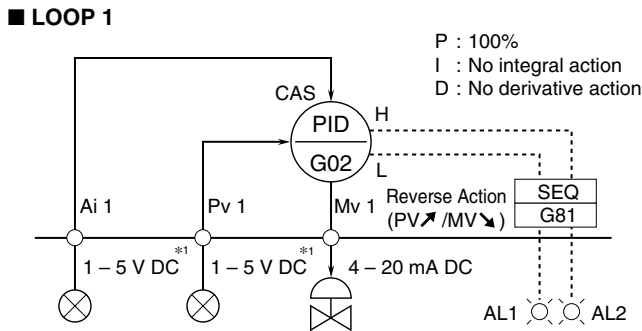 ■ LOOP 1
P : 100%
I : No integral action
D : No derivative action
CAS
H
PID
G02
L
Ai 1
Pv 1
Mv 1
Reverse Action
(PV↗ /MV↘)
SEQ
G81
1 – 5 V DC*1
1 – 5 V DC*1
4 – 20 mA DC
AL1
AL2